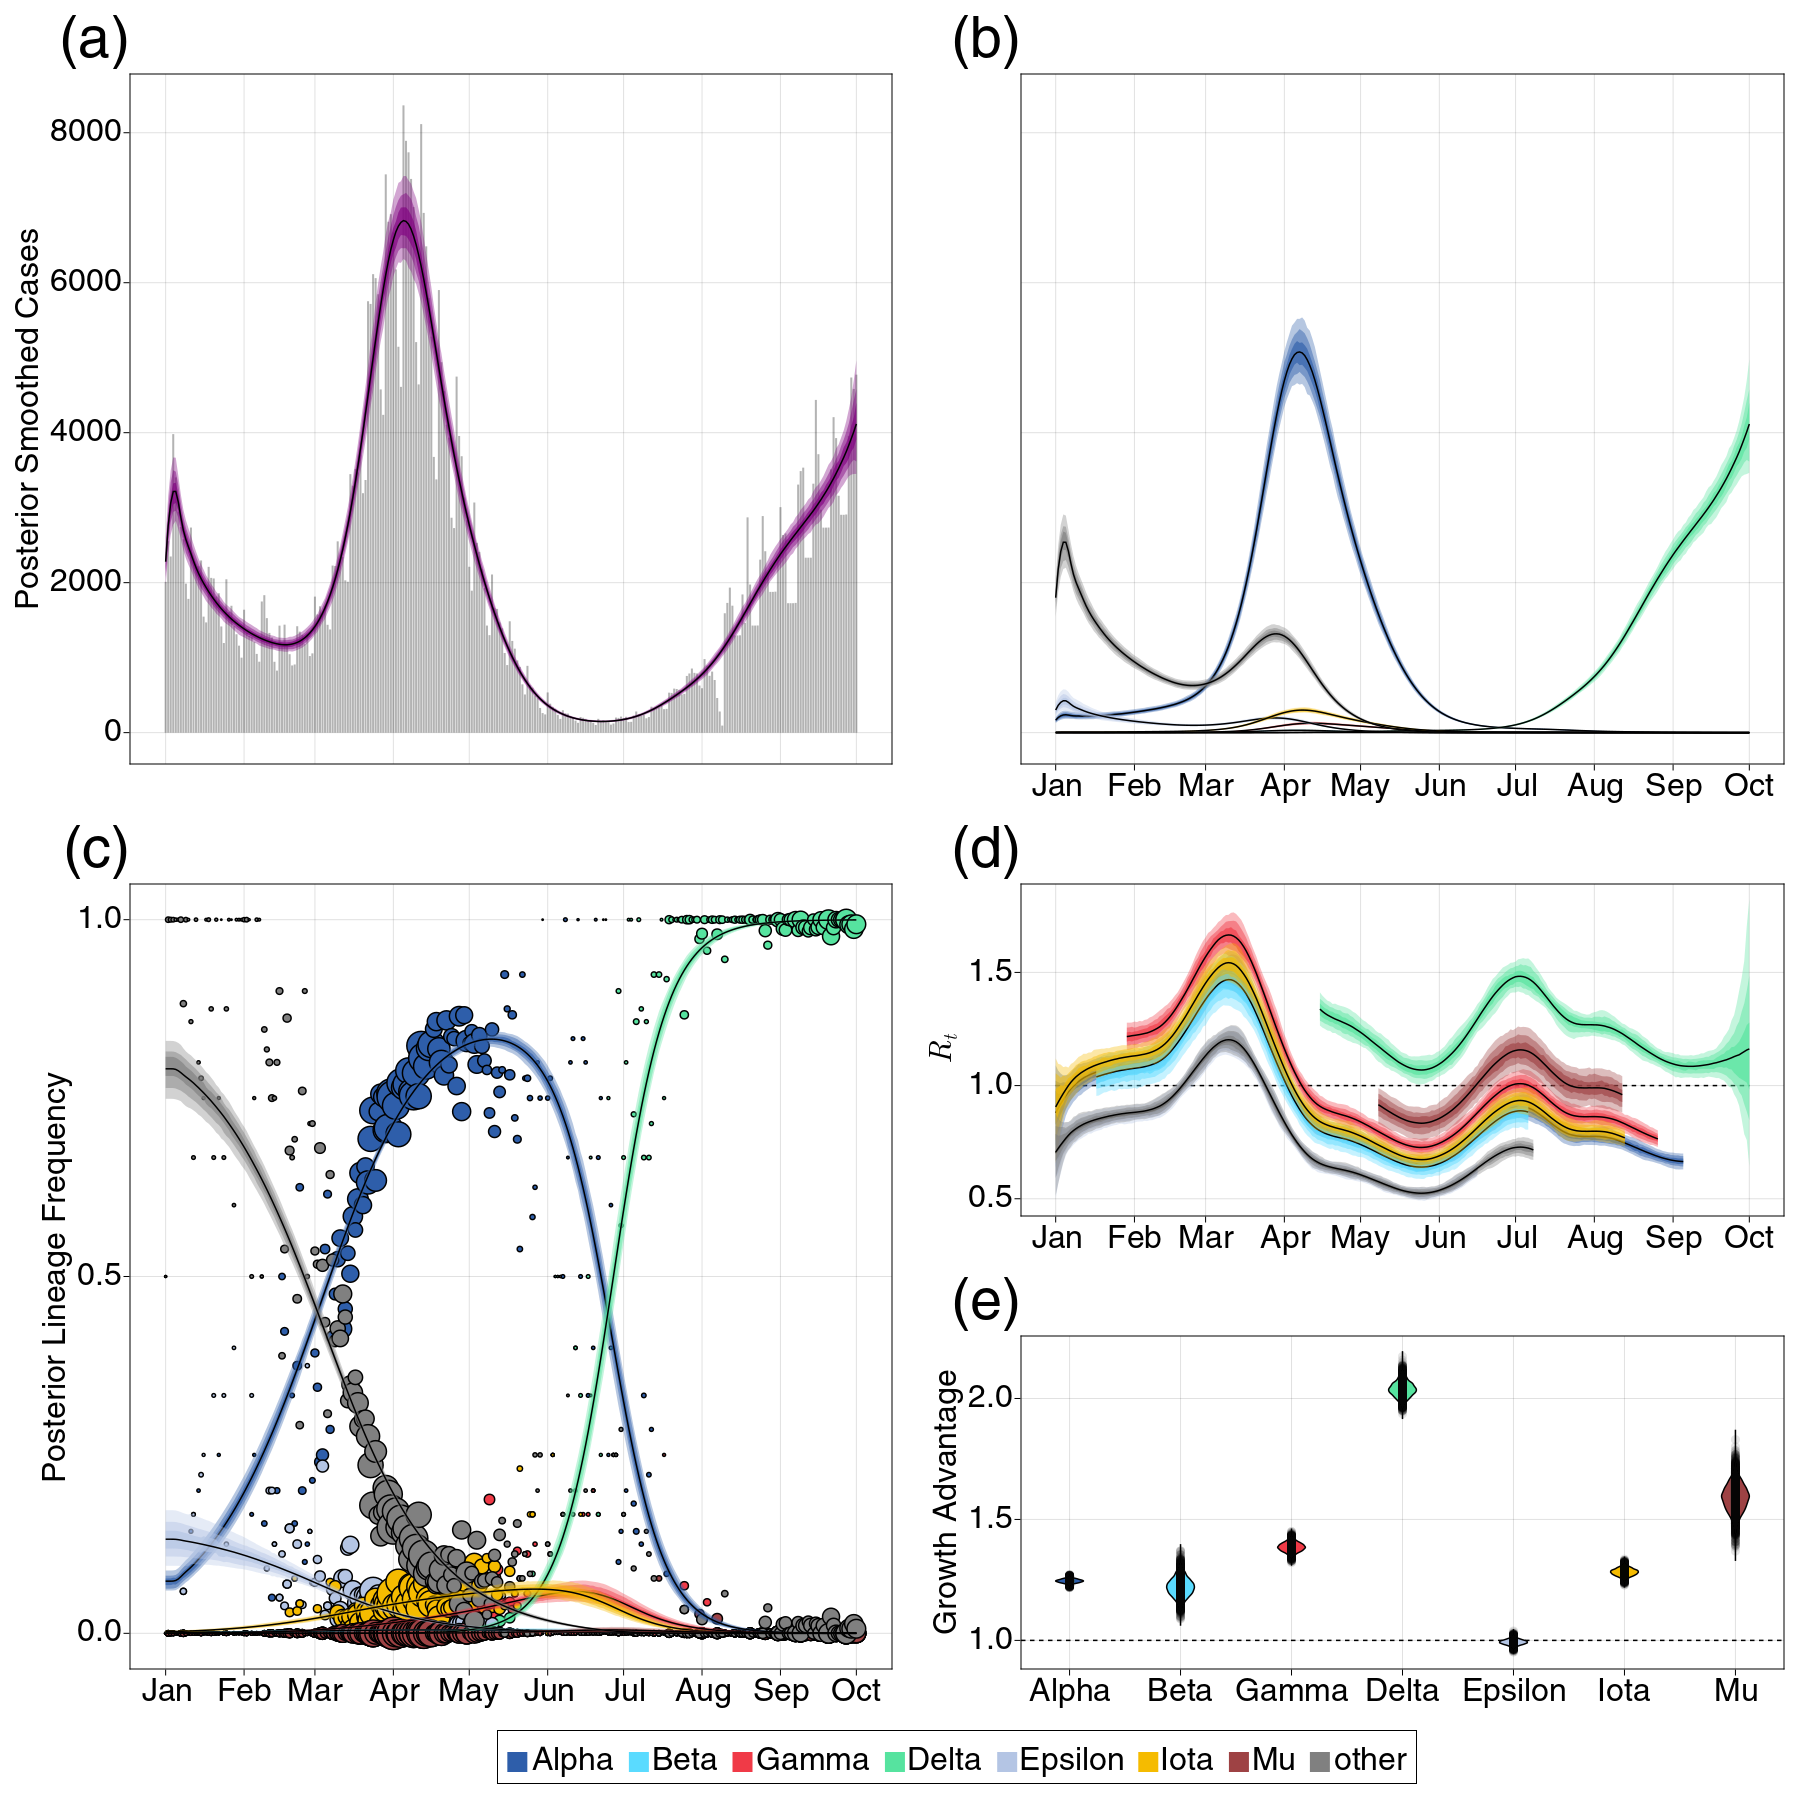 (a)
Posterior Smoothed Cases
8000
6000
4000
2000
0
(b)
Jan Feb Mar Apr May Jun Jul Aug Sep Oct
(c)
Posterior Lineage Frequency
1.0
0.5
0.0
Jan Feb Mar Apr May Jun Jul Aug Sep Oct
(d)
Rt
1.5
1.0
0.5
Jan Feb Mar Apr May Jun Jul Aug Sep Oct
(e)
Growth Advantage
2.0
1.5
1.0
Alpha Beta Gamma Delta Epsilon Iota Mu
Alpha Beta Gamma Delta Epsilon Iota Mu other